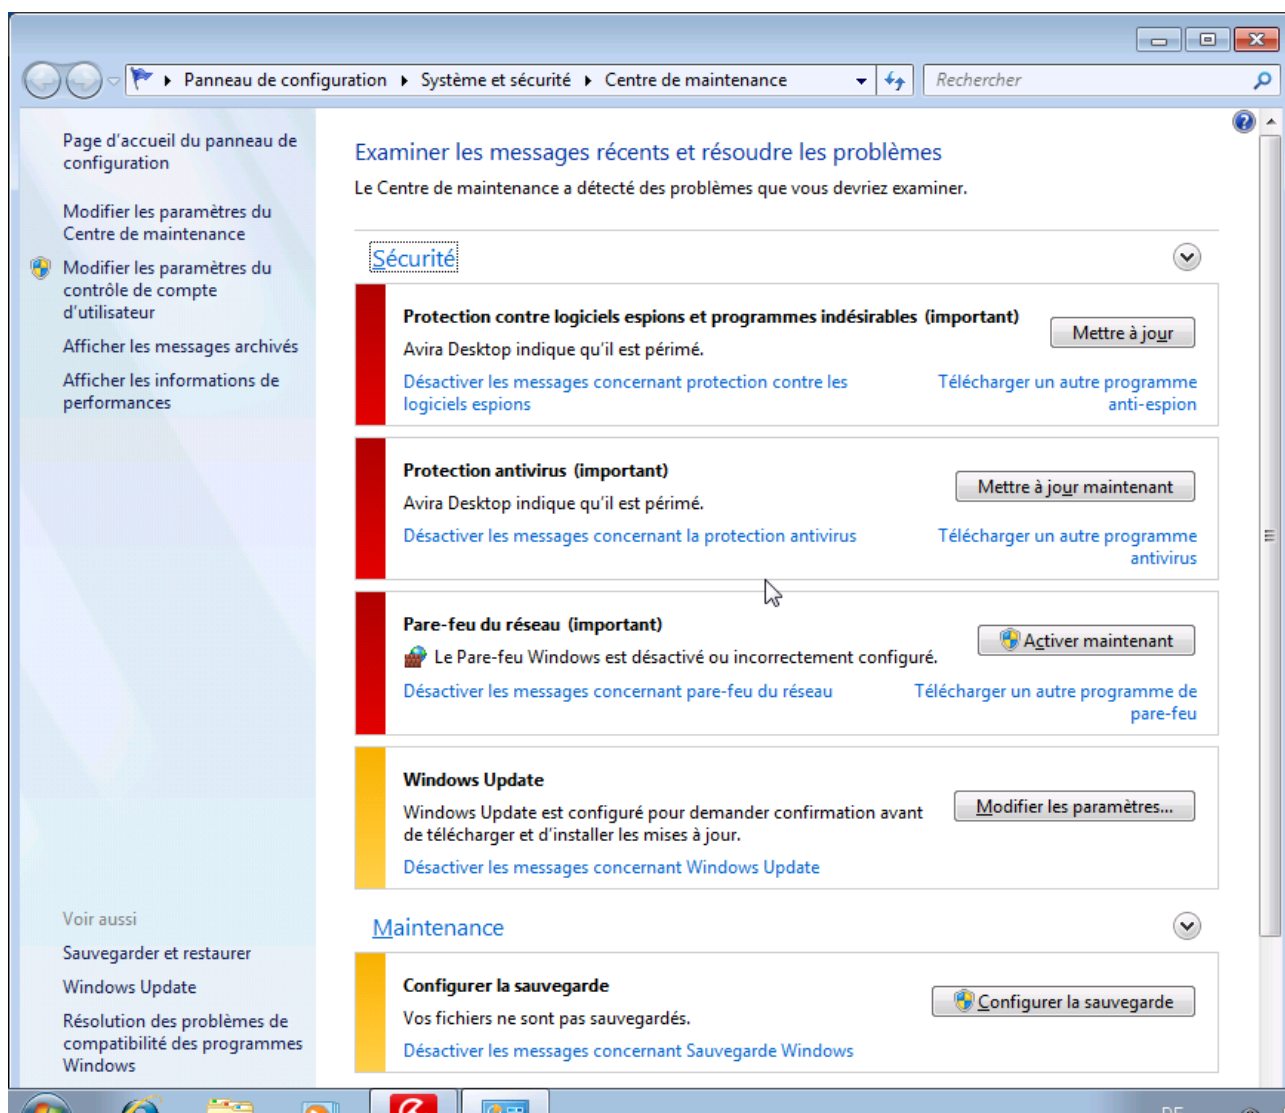 Panneau de configuration ▸ Système et sécurité ▸ Centre de maintenance
Rechercher
Page d'accueil du panneau de
configuration
Modifier les paramètres du
Centre de maintenance
Modifier les paramètres du
contrôle de compte
d'utilisateur
Afficher les messages archivés
Afficher les informations de
performances
Voir aussi
Sauvegarder et restaurer
Windows Update
Résolution des problèmes de
compatibilité des programmes
Windows
Examiner les messages récents et résoudre les problèmes
Le Centre de maintenance a détecté des problèmes que vous devriez examiner.
Sécurité
Protection contre logiciels espions et programmes indésirables (important)
Avira Desktop indique qu'il est périmé.
Mettre à jour
Désactiver les messages concernant protection contre les
logiciels espions
Télécharger un autre programme
anti-espion
Protection antivirus (important)
Avira Desktop indique qu'il est périmé.
Mettre à jour maintenant
Désactiver les messages concernant la protection antivirus
Télécharger un autre programme
antivirus
Pare-feu du réseau (important)
Le Pare-feu Windows est désactivé ou incorrectement configuré.
Activer maintenant
Désactiver les messages concernant pare-feu du réseau
Télécharger un autre programme de
pare-feu
Windows Update
Windows Update est configuré pour demander confirmation avant
de télécharger et d'installer les mises à jour.
Modifier les paramètres...
Désactiver les messages concernant Windows Update
Maintenance
Configurer la sauvegarde
Vos fichiers ne sont pas sauvegardés.
Configurer la sauvegarde
Désactiver les messages concernant Sauvegarde Windows